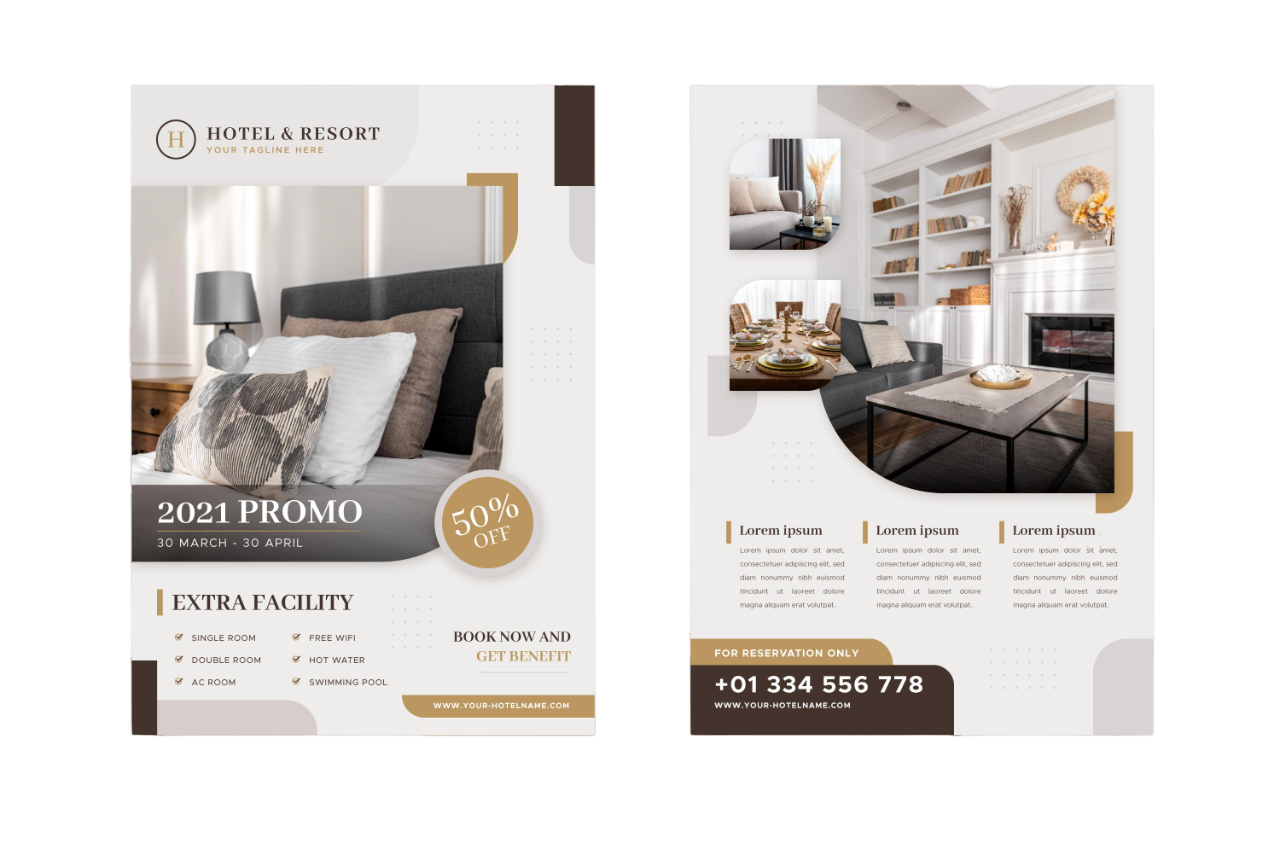 H
HOTEL & RESORT
YOUR TAGLINE HERE
2021 PROMO
30 MARCH - 30 APRIL
50%
OFF
EXTRA FACILITY
SINGLE ROOM
FREE WIFI
DOUBLE ROOM
HOT WATER
AC ROOM
SWIMMING POOL
BOOK NOW AND
GET BENEFIT
WWW.YOUR-HOTELNAME.COM
Lorem ipsum
Lorem ipsum dolor sit amet,
consectetuer adipiscing elit, sed
diam nonummy nibh euismod
tincidunt ut laoreet dolore
magna aliquam erat volutpat.
Lorem ipsum
Lorem ipsum dolor sit amet,
consectetuer adipiscing elit, sed
diam nonummy nibh euismod
tincidunt ut laoreet dolore
magna aliquam erat volutpat.
Lorem ipsum
Lorem ipsum dolor sit amet,
consectetuer adipiscing elit, sed
diam nonummy nibh euismod
tincidunt ut laoreet dolore
magna aliquam erat volutpat.
FOR RESERVATION ONLY
+01 334 556 778
WWW.YOUR-HOTELNAME.COM